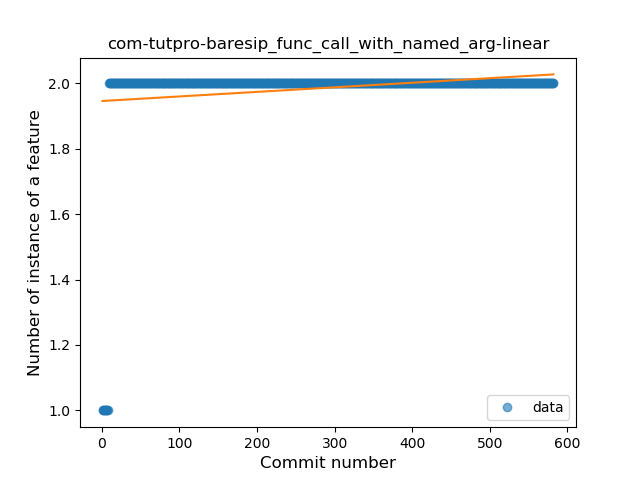 com-tutpro-baresip_func_call_with_named_arg-linear
Number of instance of a feature
2.0
1.8
1.6
1.4
1.2
1.0
data
0 100 200 300 400 500 600
Commit number